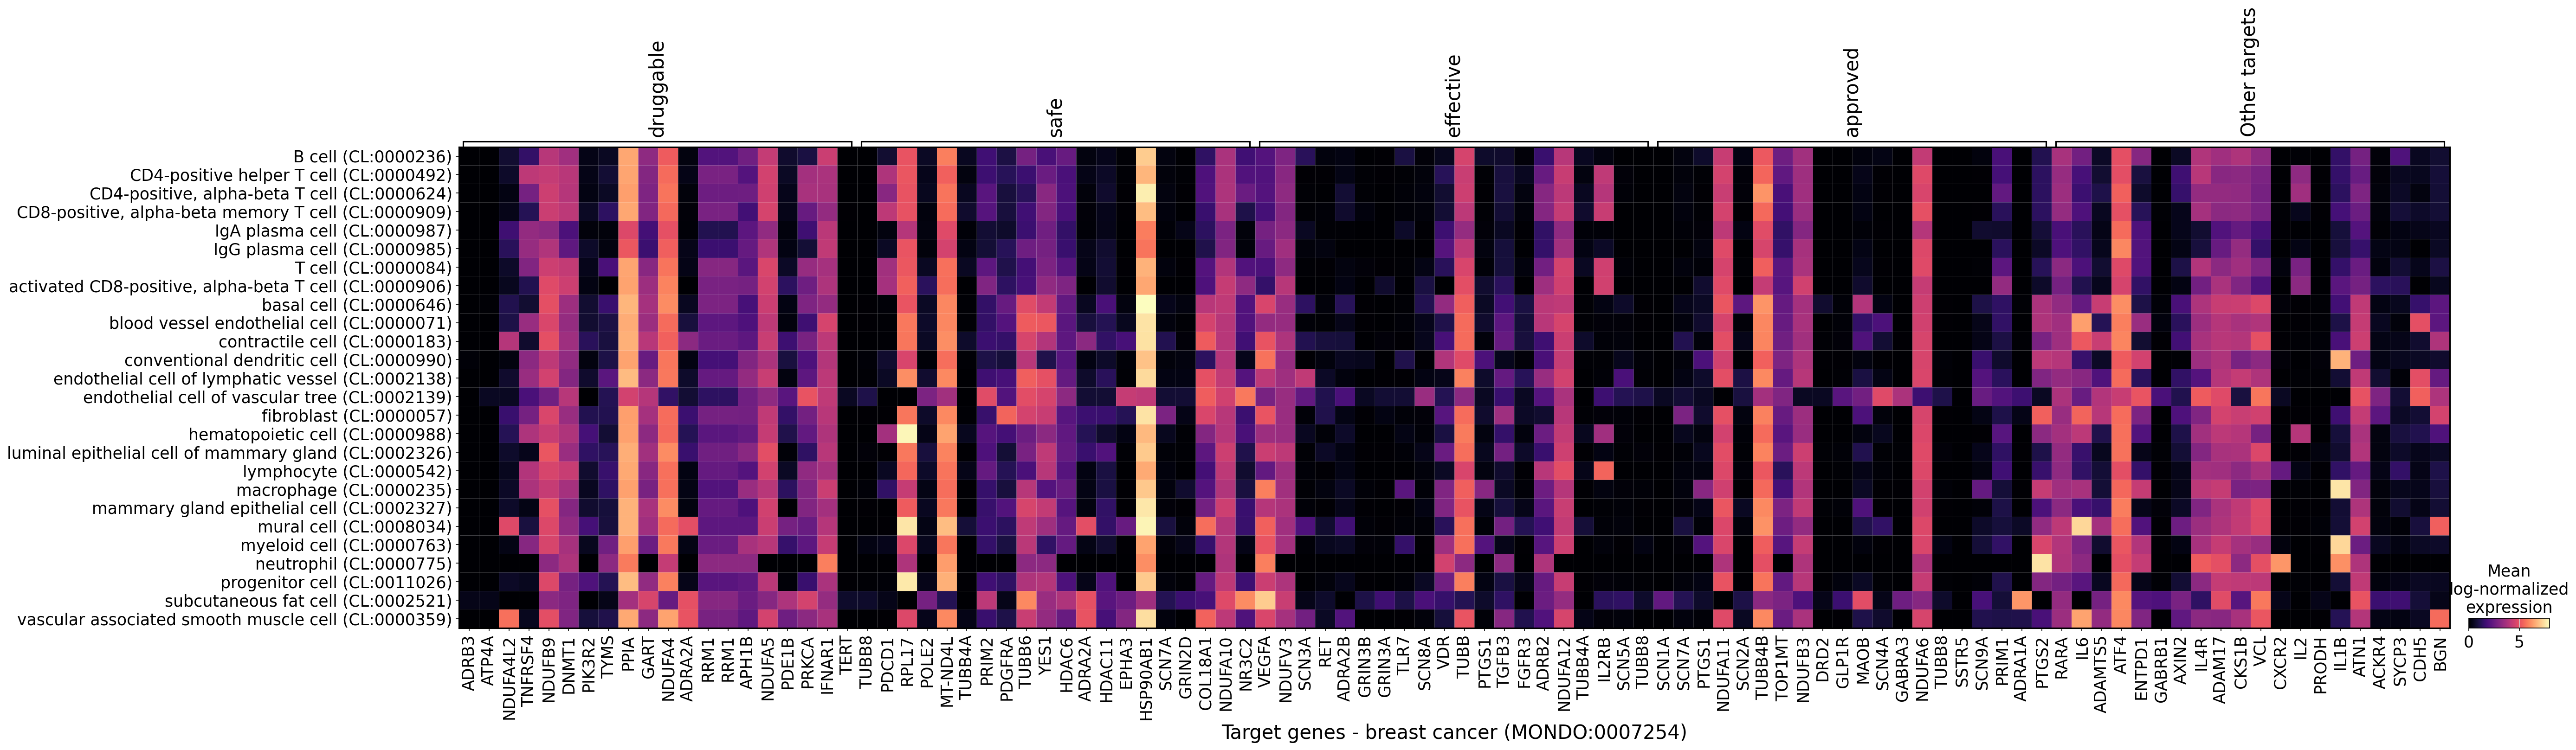 druggable
safe
effective
approved
Other targets
B cell (CL:0000236)
CD4-positive helper T cell (CL:0000492)
CD4-positive, alpha-beta T cell (CL:0000624)
CD8-positive, alpha-beta memory T cell (CL:0000909)
IgA plasma cell (CL:0000987)
IgG plasma cell (CL:0000985)
T cell (CL:0000084)
activated CD8-positive, alpha-beta T cell (CL:0000906)
basal cell (CL:0000646)
blood vessel endothelial cell (CL:0000071)
contractile cell (CL:0000183)
conventional dendritic cell (CL:0000990)
endothelial cell of lymphatic vessel (CL:0002138)
endothelial cell of vascular tree (CL:0002139)
fibroblast (CL:0000057)
hematopoietic cell (CL:0000988)
luminal epithelial cell of mammary gland (CL:0002326)
lymphocyte (CL:0000542)
macrophage (CL:0000235)
mammary gland epithelial cell (CL:0002327)
mural cell (CL:0008034)
myeloid cell (CL:0000763)
neutrophil (CL:0000775)
progenitor cell (CL:0011026)
subcutaneous fat cell (CL:0002521)
vascular associated smooth muscle cell (CL:0000359)
ADRB3
ATP4A
NDUFA4L2
TNFRSF4
NDUFB9
DNMT1
PIK3R2
TYMS
PPIA
GART
NDUFA4
ADRA2A
RRM1
RRM1
APH1B
NDUFA5
PDE1B
PRKCA
IFNAR1
TERT
TUBB8
PDCD1
RPL17
POLE2
MT-ND4L
TUBB4A
PRIM2
PDGFRA
TUBB6
YES1
HDAC6
ADRA2A
HDAC11
EPHA3
HSP90AB1
SCN7A
GRIN2D
COL18A1
NDUFA10
NR3C2
VEGFA
NDUFV3
SCN3A
RET
ADRA2B
GRIN3B
GRIN3A
TLR7
SCN8A
VDR
TUBB
PTGS1
TGFB3
FGFR3
ADRB2
NDUFA12
TUBB4A
IL2RB
SCN5A
TUBB8
SCN1A
SCN7A
PTGS1
NDUFA11
SCN2A
TUBB4B
TOP1MT
NDUFB3
DRD2
GLP1R
MAOB
SCN4A
GABRA3
NDUFA6
TUBB8
SSTR5
SCN9A
PRIM1
ADRA1A
PTGS2
RARA
IL6
ADAMTS5
ATF4
ENTPD1
GABRB1
AXIN2
IL4R
ADAM17
CKS1B
VCL
CXCR2
IL2
PRODH
IL1B
ATN1
ACKR4
SYCP3
CDH5
BGN
Target genes - breast cancer (MONDO:0007254)
Mean
log-normalized
expression
0 5